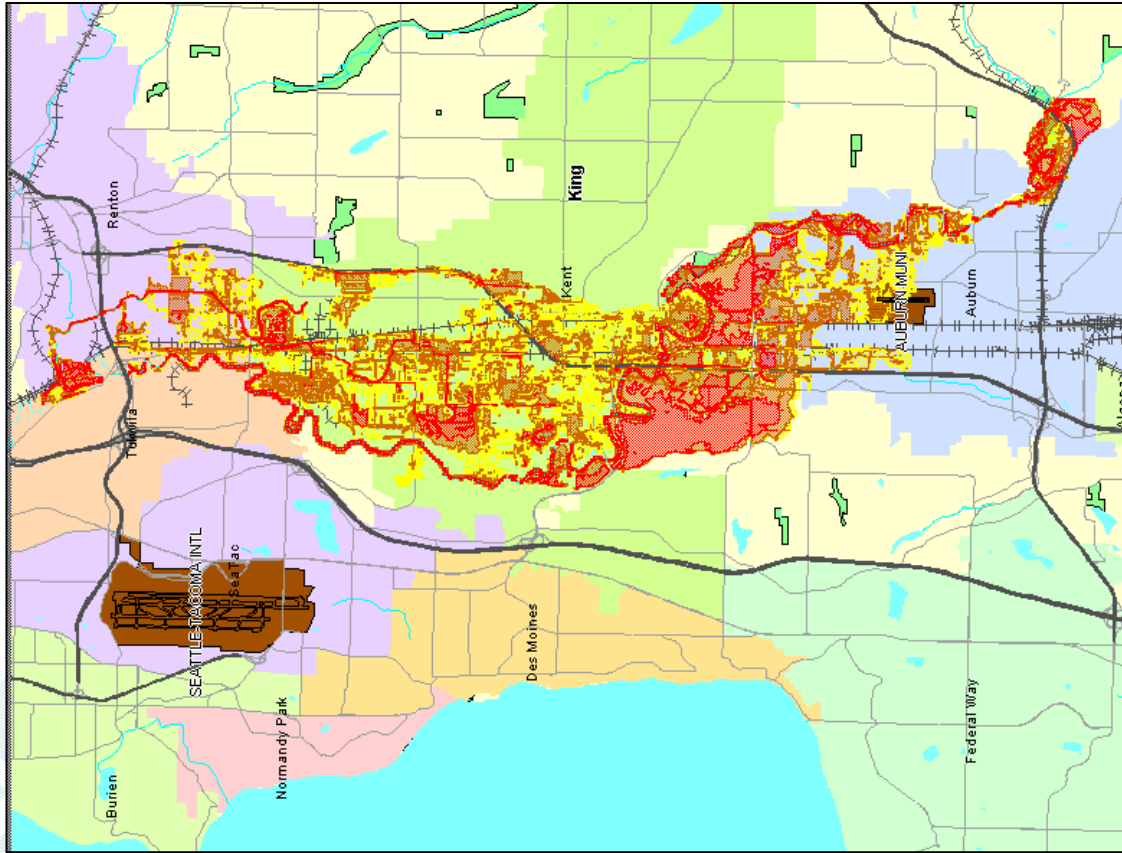 Renton
King
Kent
Auburn
AUBURN MUNI
Tukwila
SeaTac
SEATTLE-TACOMA INTL
Des Moines
Normandy Park
Federal Way
Burien